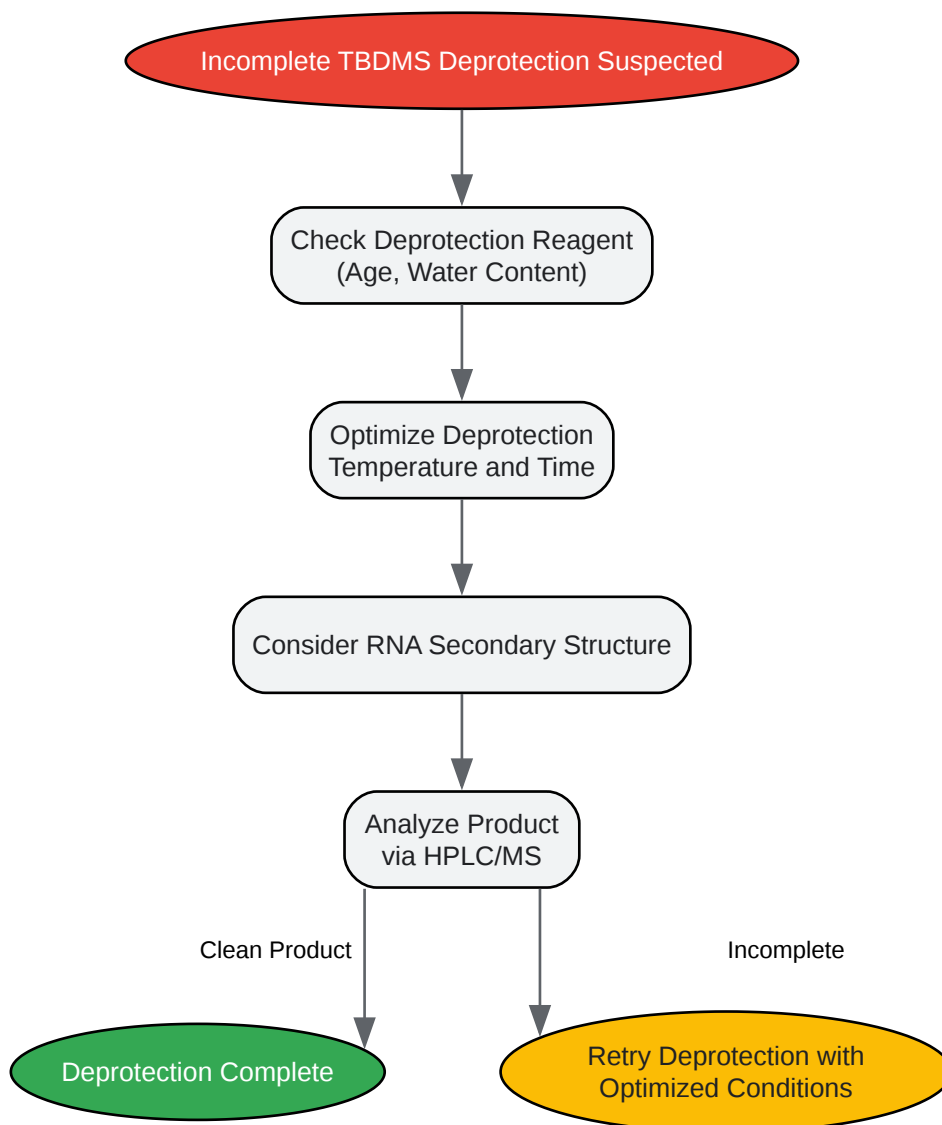 Incomplete TBDMS Deprotection Suspected
Check Deprotection Reagent
(Age, Water Content)
Optimize Deprotection
Temperature and Time
Consider RNA Secondary Structure
Analyze Product
via HPLC/MS
Clean Product
Incomplete
Deprotection Complete
Retry Deprotection with
Optimized Conditions